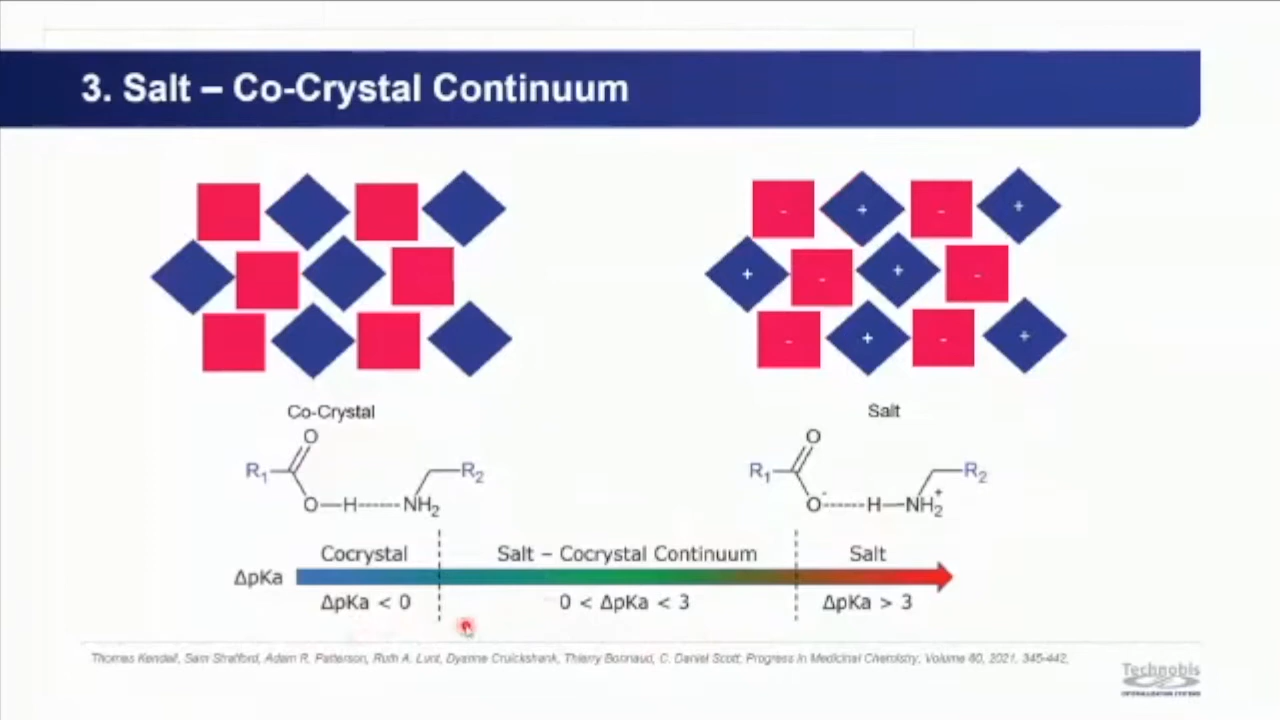 3. Salt – Co-Crystal Continuum
- + - +
+ - + -
- + - +
Co-Crystal
Salt
O
R1
R2
O—H-----NH2
O
R1
R2
O-------H—NH2+
Cocrystal
Salt – Cocrystal Continuum
Salt
ΔpKa
ΔpKa < 0
0 < ΔpKa < 3
ΔpKa > 3
Thomas Kendall, Sam Stratford, Adam R. Patterson, Ruth A. Lunt, Dyanne Cruickshank, Thierry Bonnaud, C. Daniel Scott, Progress in Medicinal Chemistry, Volume 60, 2021, 345-442,
Technobis
CRYSTALLIZATION SYSTEMS